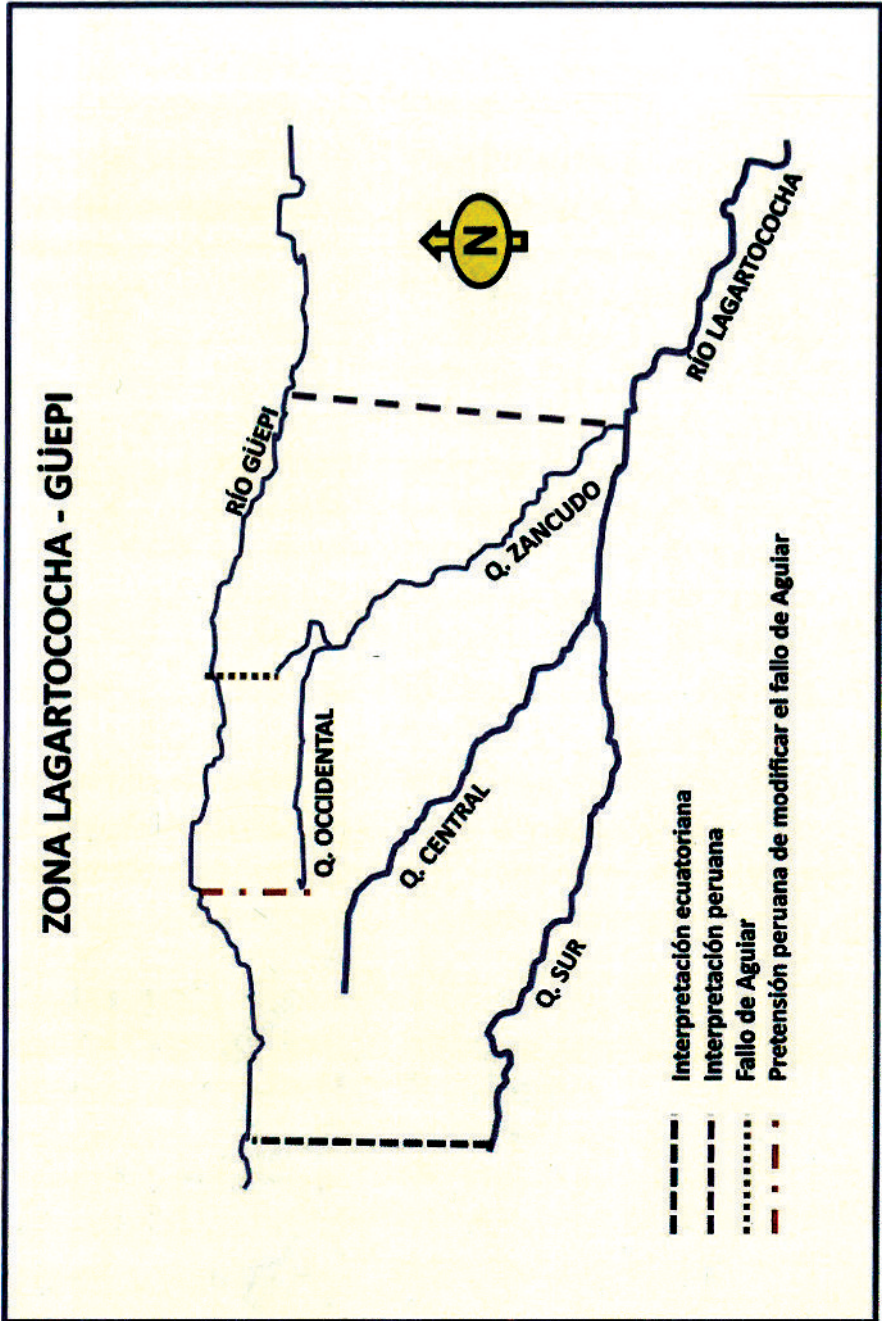 ZONA LAGARTOCOCHA - GÜEPI
RÍO GÜEPI
N
Q. OCCIDENTAL
Q. ZANCUDO
RÍO LAGARTOCOCHA
Q. CENTRAL
Q. SUR
Interpretación ecuatoriana
Interpretación peruana
Fallo de Aguiar
Pretensión peruana de modificar el fallo de Aguiar